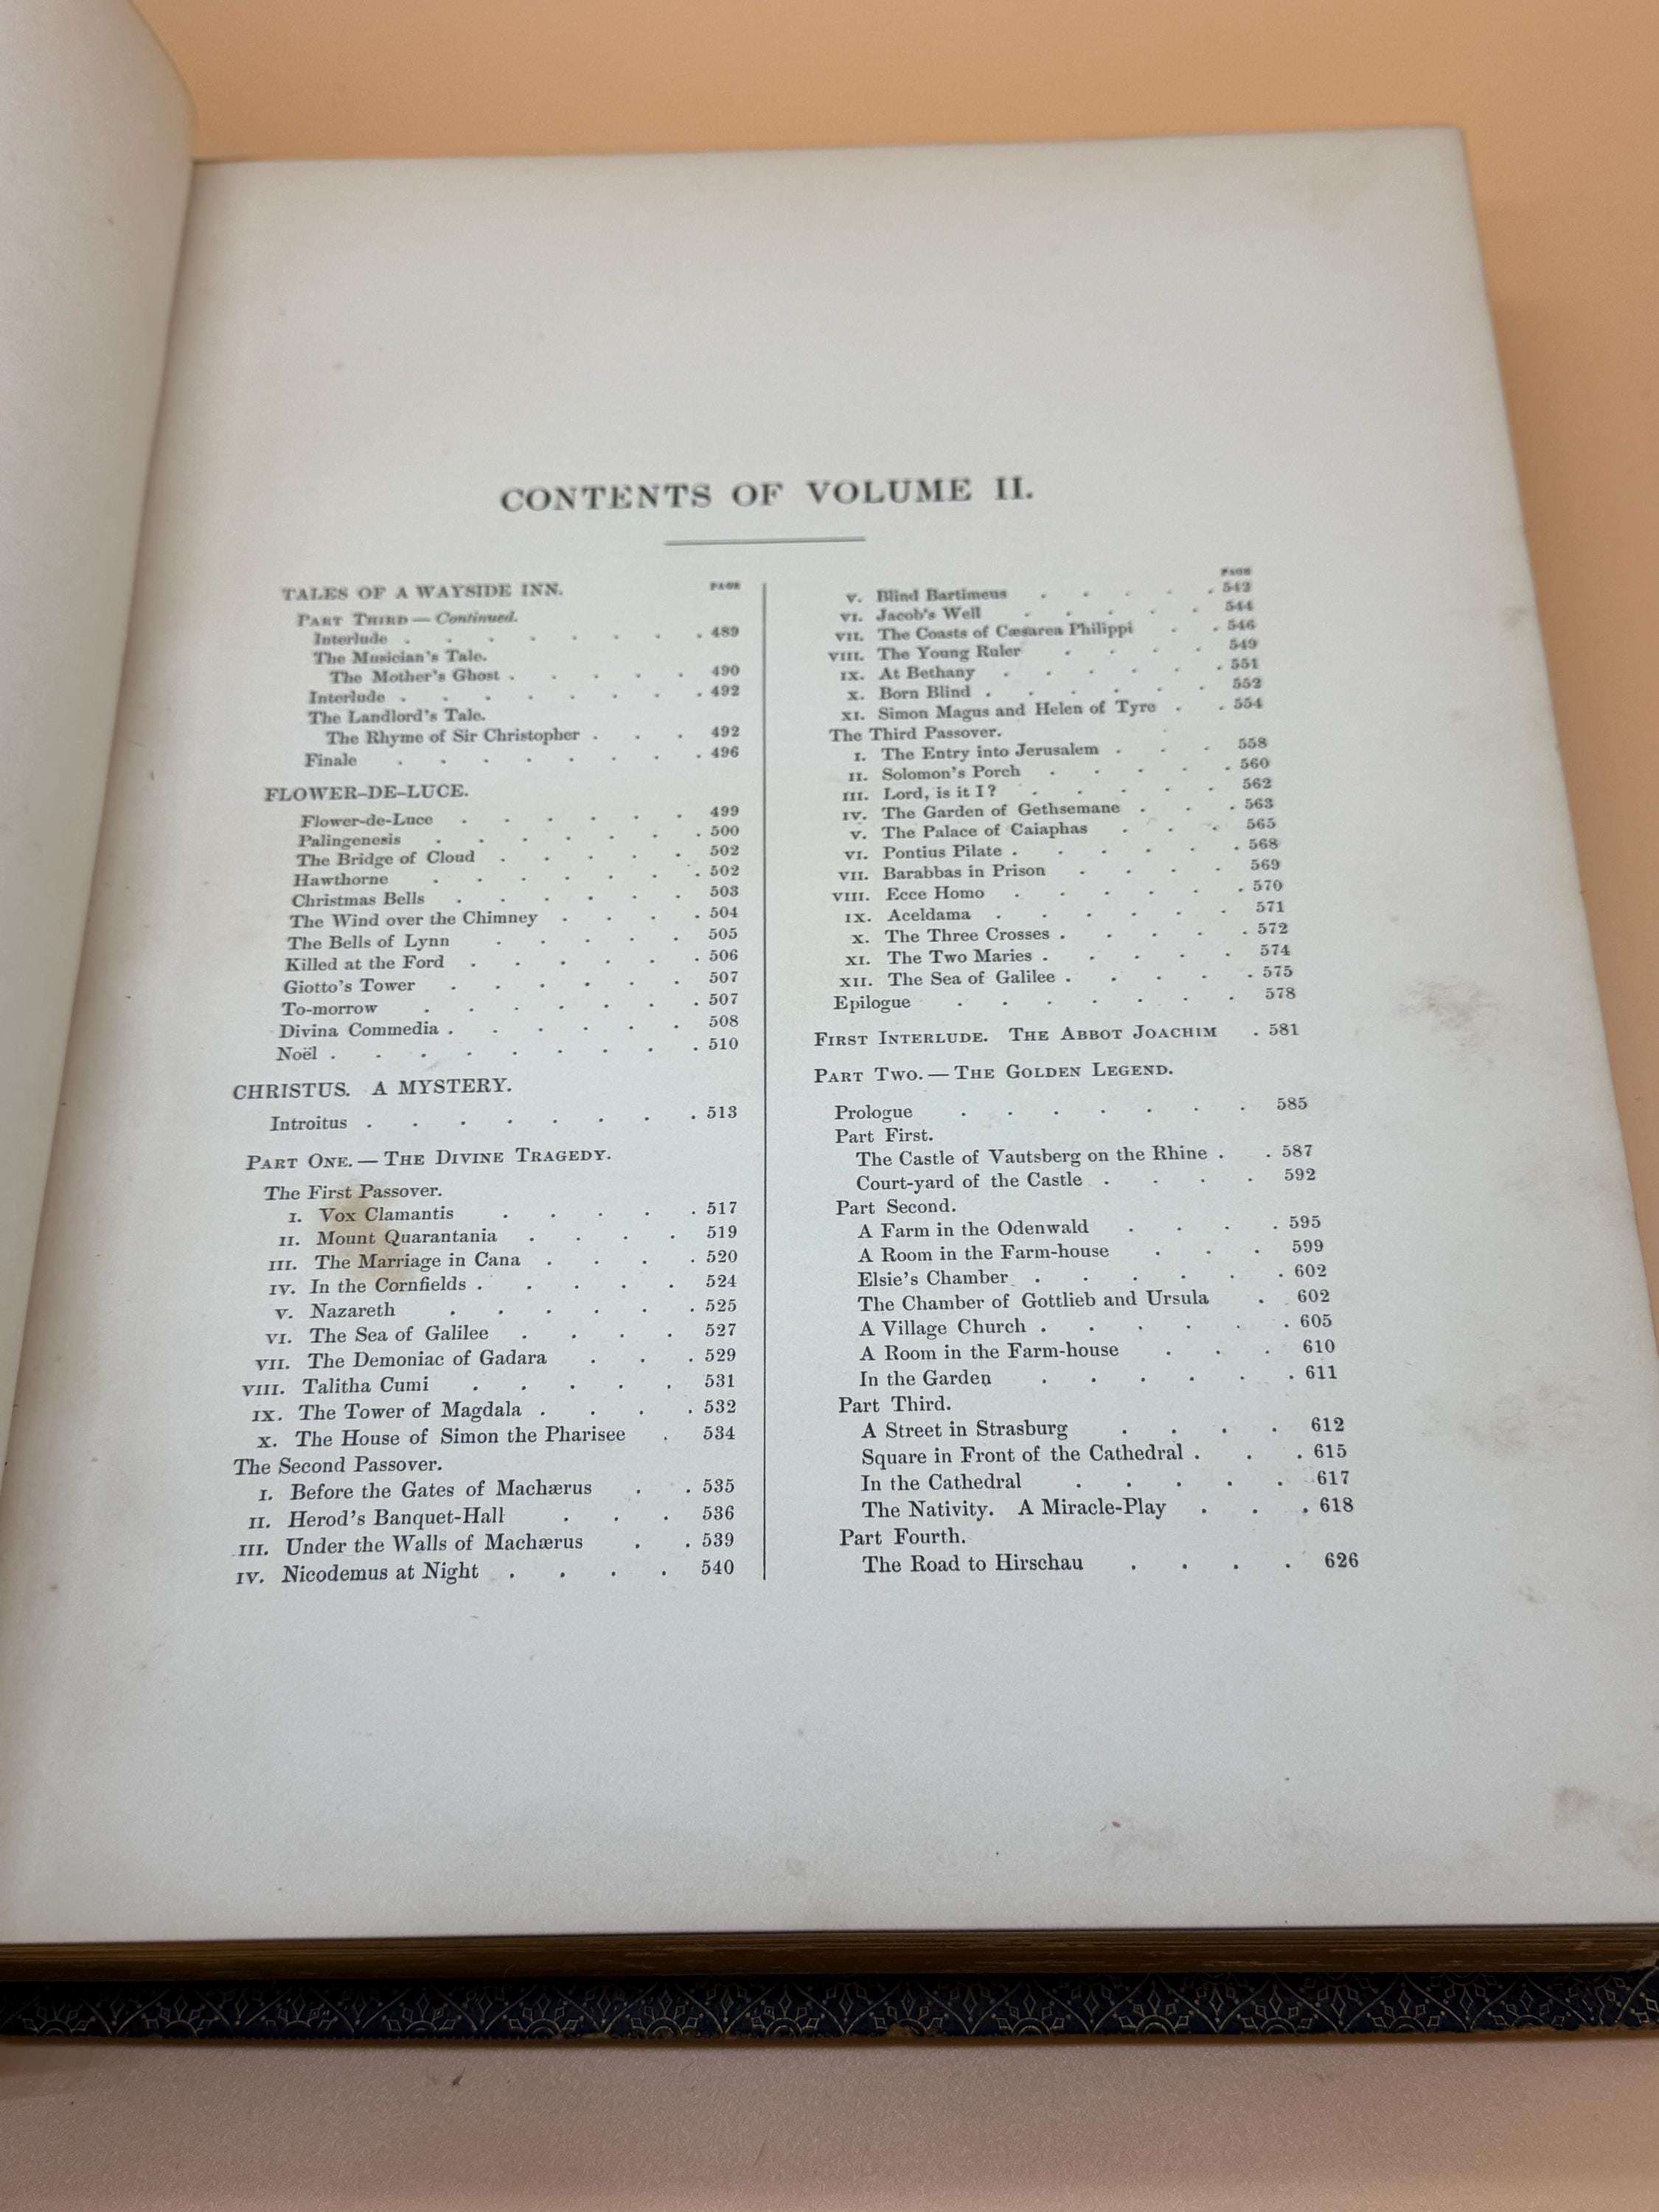 CONTENTS OF VOLUME II.
TALES OF A WAYSIDE INN. PAGE
PART THIRD — Continued.
Interlude . . . . . . . 489
The Musician's Tale.
The Mother's Ghost . . . . . 490
Interlude . . . . . . . 492
The Landlord's Tale.
The Rhyme of Sir Christopher . . . 492
Finale . . . . . . . 496
FLOWER-DE-LUCE.
Flower-de-Luce . . . . . . 499
Palingenesis . . . . . . . 500
The Bridge of Cloud . . . . . 502
Hawthorne . . . . . . . 502
Christmas Bells . . . . . . 503
The Wind over the Chimney . . . . 504
The Bells of Lynn . . . . . 505
Killed at the Ford . . . . . . 506
Giotto's Tower . . . . . . 507
To-morrow . . . . . . . 507
Divina Commedia . . . . . . 508
Noël . . . . . . . . . 510
CHRISTUS. A MYSTERY.
Introitus . . . . . . . . 513
PART ONE. — THE DIVINE TRAGEDY.
The First Passover.
I. Vox Clamantis . . . . . 517
II. Mount Quarantania . . . . 519
III. The Marriage in Cana . . . . 520
IV. In the Cornfields . . . . . 524
V. Nazareth . . . . . . 525
VI. The Sea of Galilee . . . . 527
VII. The Demoniac of Gadara . . . 529
VIII. Talitha Cumi . . . . . 531
IX. The Tower of Magdala . . . . 532
X. The House of Simon the Pharisee . 534
The Second Passover.
I. Before the Gates of Machærus . . 535
II. Herod's Banquet-Hall . . . 536
III. Under the Walls of Machærus . . 539
IV. Nicodemus at Night . . . . 540
PAGE
V. Blind Bartimeus . . . . . 542
VI. Jacob's Well . . . . . 544
VII. The Coasts of Cæsarea Philippi . . 546
VIII. The Young Ruler . . . . 549
IX. At Bethany . . . . . . 551
X. Born Blind . . . . . . 552
XI. Simon Magus and Helen of Tyre . . 554
The Third Passover.
I. The Entry into Jerusalem . . . 558
II. Solomon's Porch . . . . . 560
III. Lord, is it I? . . . . . 562
IV. The Garden of Gethsemane . . . 563
V. The Palace of Caiaphas . . . 565
VI. Pontius Pilate . . . . . . 568
VII. Barabbas in Prison . . . . 569
VIII. Ecce Homo . . . . . . 570
IX. Aceldama . . . . . . 571
X. The Three Crosses . . . . . 572
XI. The Two Maries . . . . . 574
XII. The Sea of Galilee . . . . . 575
Epilogue . . . . . . . 578
FIRST INTERLUDE. THE ABBOT JOACHIM . 581
PART TWO. — THE GOLDEN LEGEND.
Prologue . . . . . . . 585
Part First.
The Castle of Vautsberg on the Rhine . . 587
Court-yard of the Castle . . . . 592
Part Second.
A Farm in the Odenwald . . . . 595
A Room in the Farm-house . . . 599
Elsie's Chamber . . . . . . 602
The Chamber of Gottlieb and Ursula . 602
A Village Church . . . . . . 605
A Room in the Farm-house . . . 610
In the Garden . . . . . . 611
Part Third.
A Street in Strasburg . . . . 612
Square in Front of the Cathedral . . . 615
In the Cathedral . . . . . 617
The Nativity. A Miracle-Play . . . 618
Part Fourth.
The Road to Hirschau . . . . 626